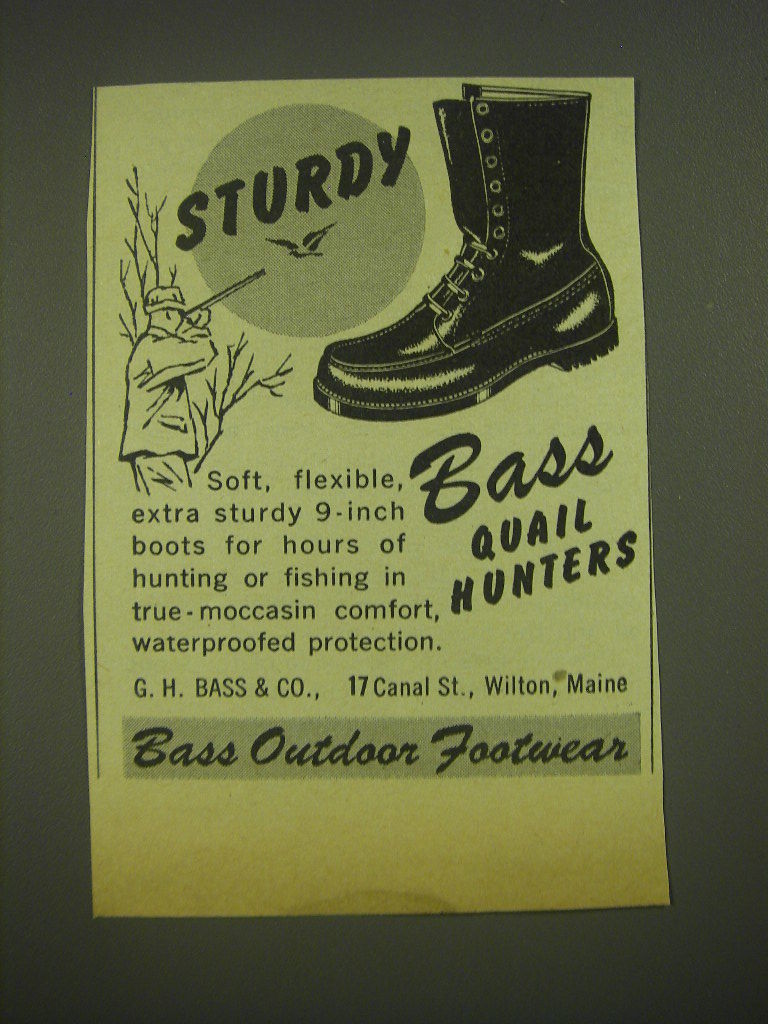 STURDY
Bass
QUAIL
HUNTERS
Soft, flexible,
extra sturdy 9-inch
boots for hours of
hunting or fishing in
true-moccasin comfort,
waterproofed protection.
G. H. BASS & CO., 17 Canal St., Wilton, Maine
Bass Outdoor Footwear